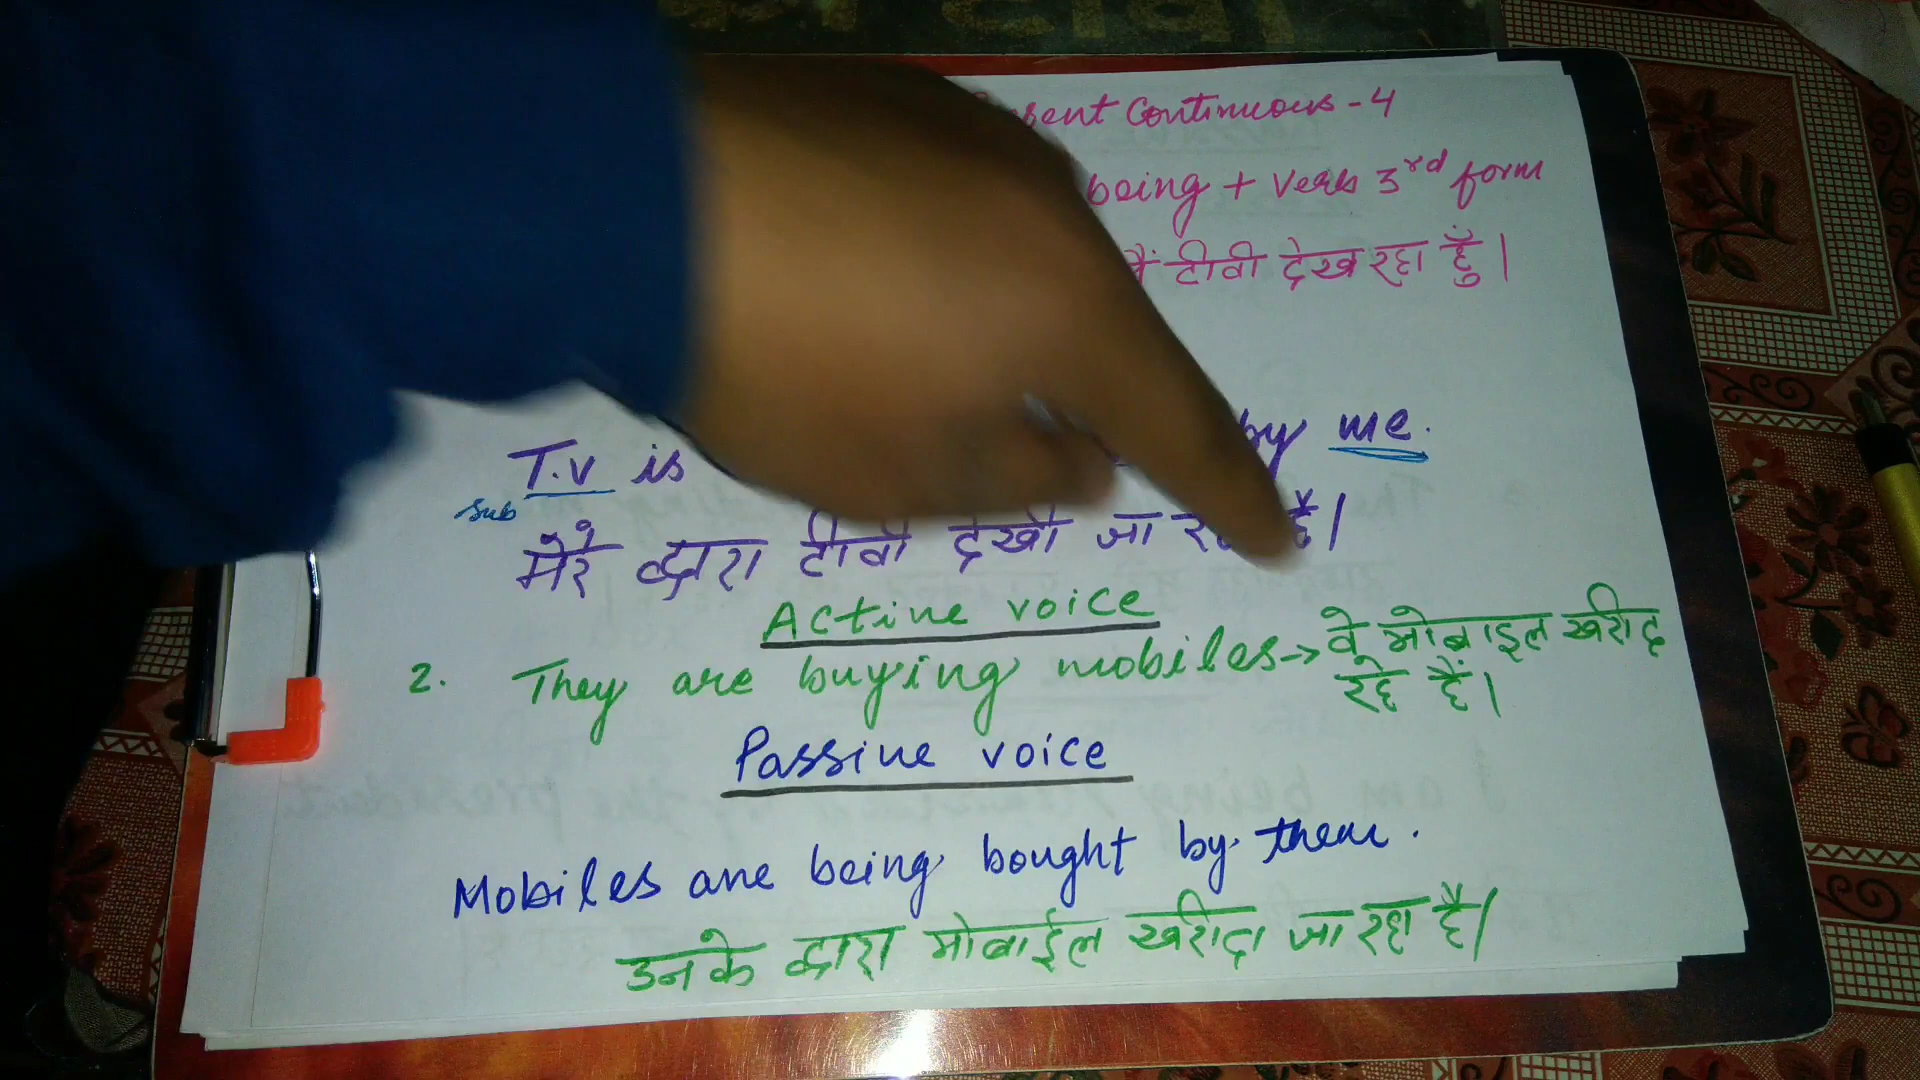 Continuous - 4
being + Verb 3rd form
टीवी देख रहा हूँ।
T.V is by me.
sub
मेरे द्वारा टीवी देखी जा है।
Active voice
2. They are buying mobiles → वे मोबाइल खरीद
रहे हैं।
Passive voice
Mobiles are being bought by them.
उनके द्वारा मोबाईल खरीदा जा रहा है।